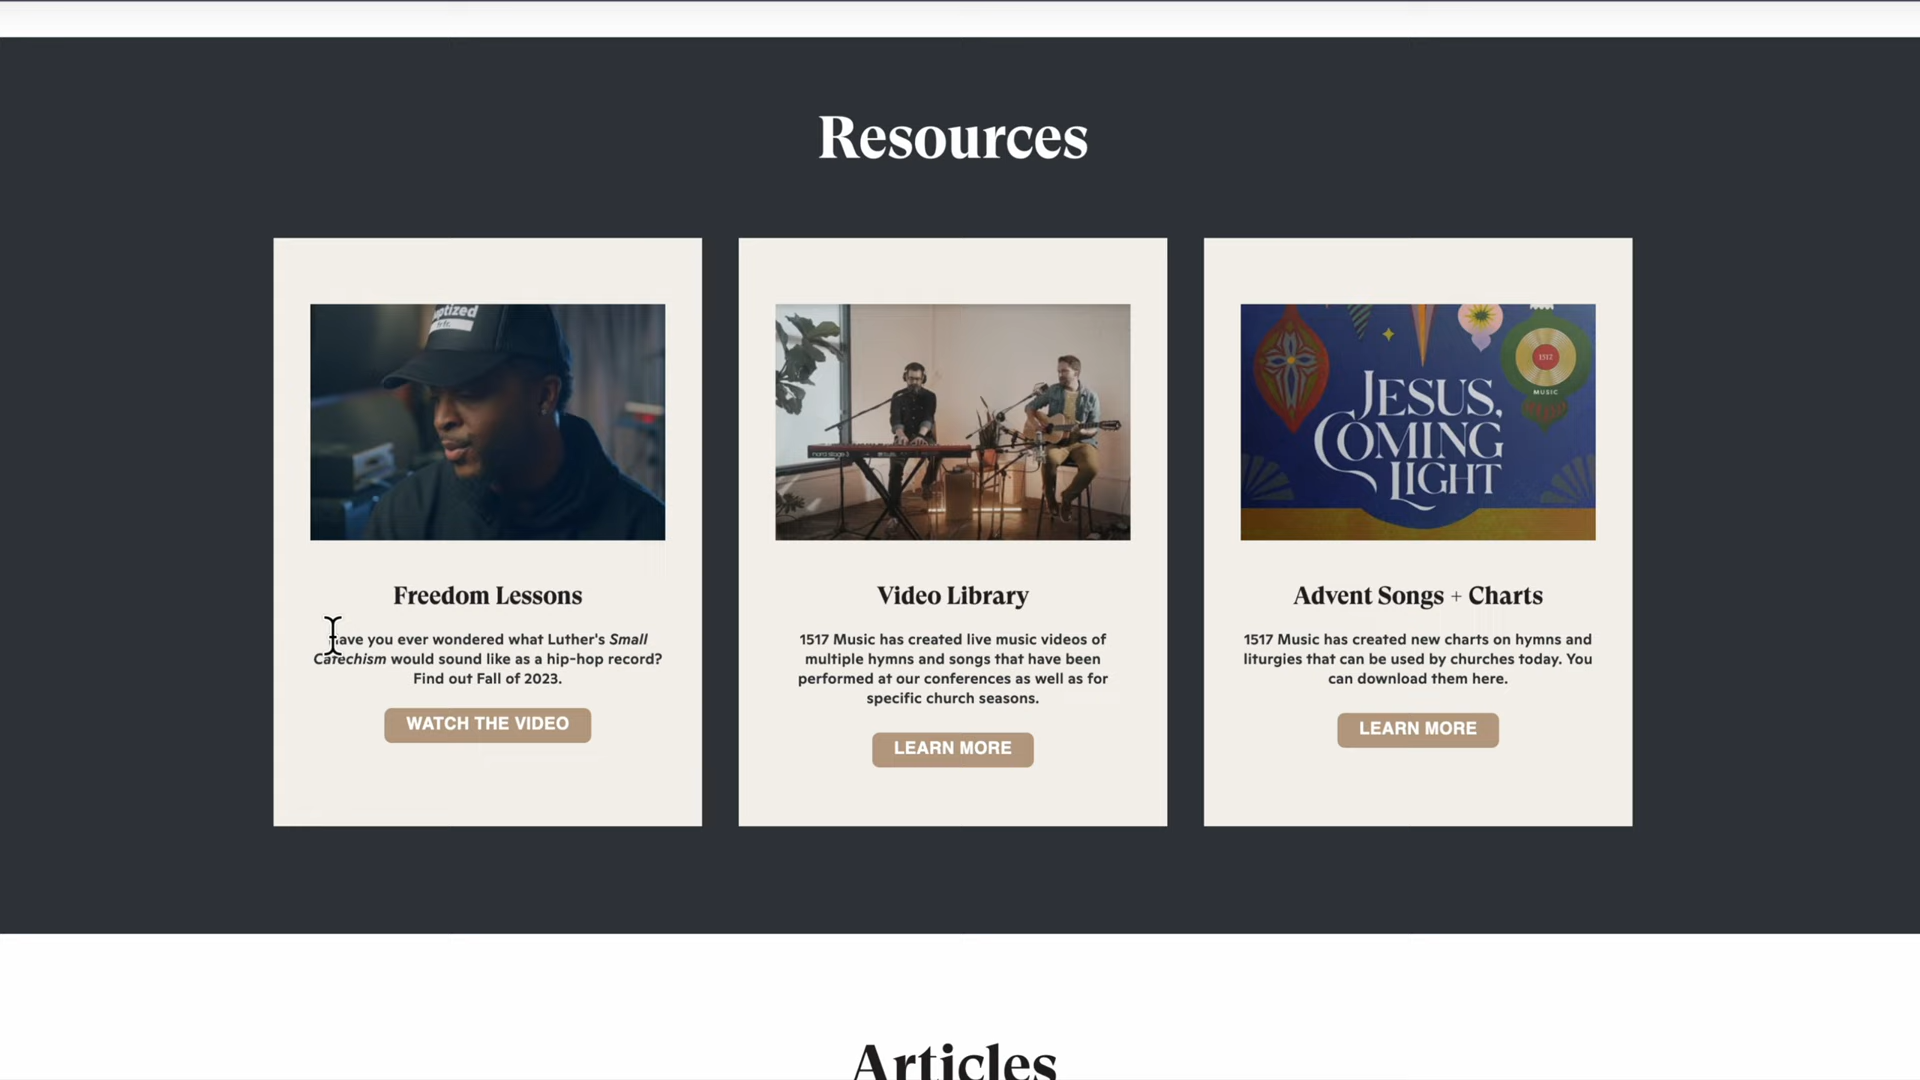 Resources
Freedom Lessons
Have you ever wondered what Luther's Small
Catechism would sound like as a hip-hop record?
Find out Fall of 2023.
WATCH THE VIDEO
Video Library
1517 Music has created live music videos of
multiple hymns and songs that have been
performed at our conferences as well as for
specific church seasons.
LEARN MORE
1517
MUSIC
JESUS,
COMING
LIGHT
Advent Songs + Charts
1517 Music has created new charts on hymns and
liturgies that can be used by churches today. You
can download them here.
LEARN MORE
Articles